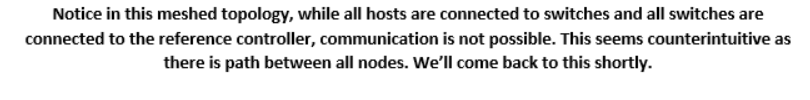 Notice in this meshed topology, while all hosts are connected to switches and all switches are
connected to the reference controller, communication is not possible. This seems counterintuitive as
there is path between all nodes. We’ll come back to this shortly.